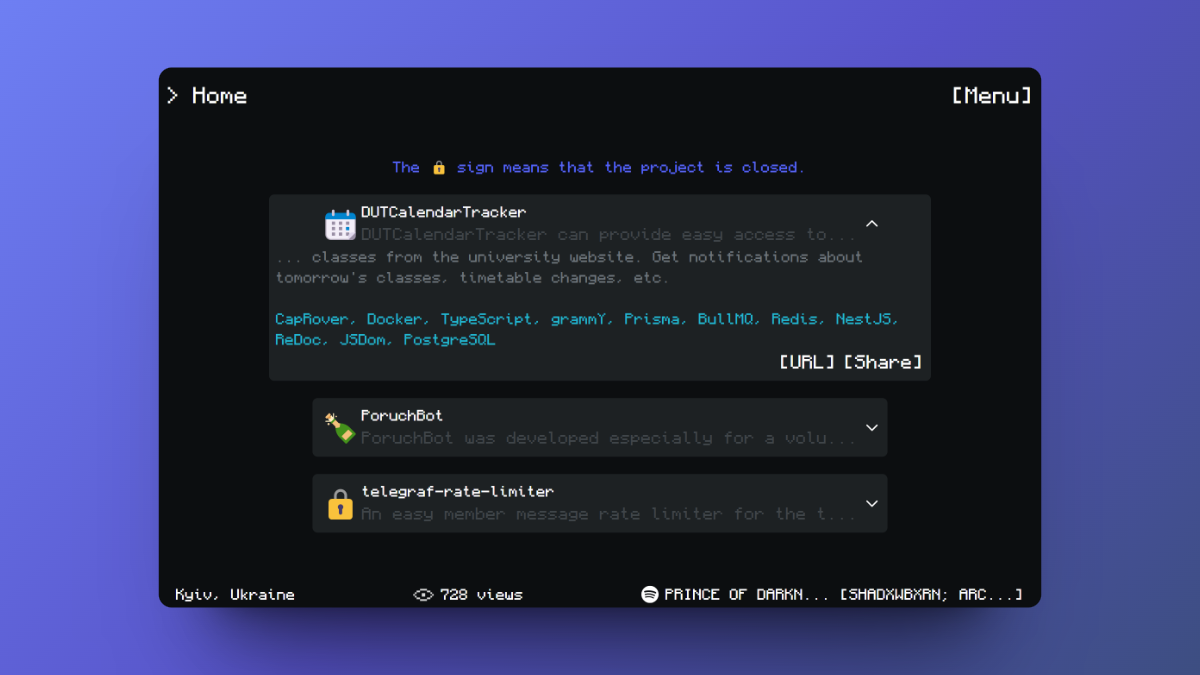 > Home
[Menu]
The 🔒 sign means that the project is closed.
DUTCalendarTracker
DUTCalendarTracker can provide easy access to...
... classes from the university website. Get notifications about
tomorrow's classes, timetable changes, etc.
CapRover, Docker, TypeScript, grammY, Prisma, BullMQ, Redis, NestJS,
ReDoc, JSDom, PostgreSQL
[URL] [Share]
PoruchBot
PoruchBot was developed especially for a volu...
telegraf-rate-limiter
An easy member message rate limiter for the t...
Kyiv, Ukraine
728 views
PRINCE OF DARKN... [SHADXWBXRN; ARC...]